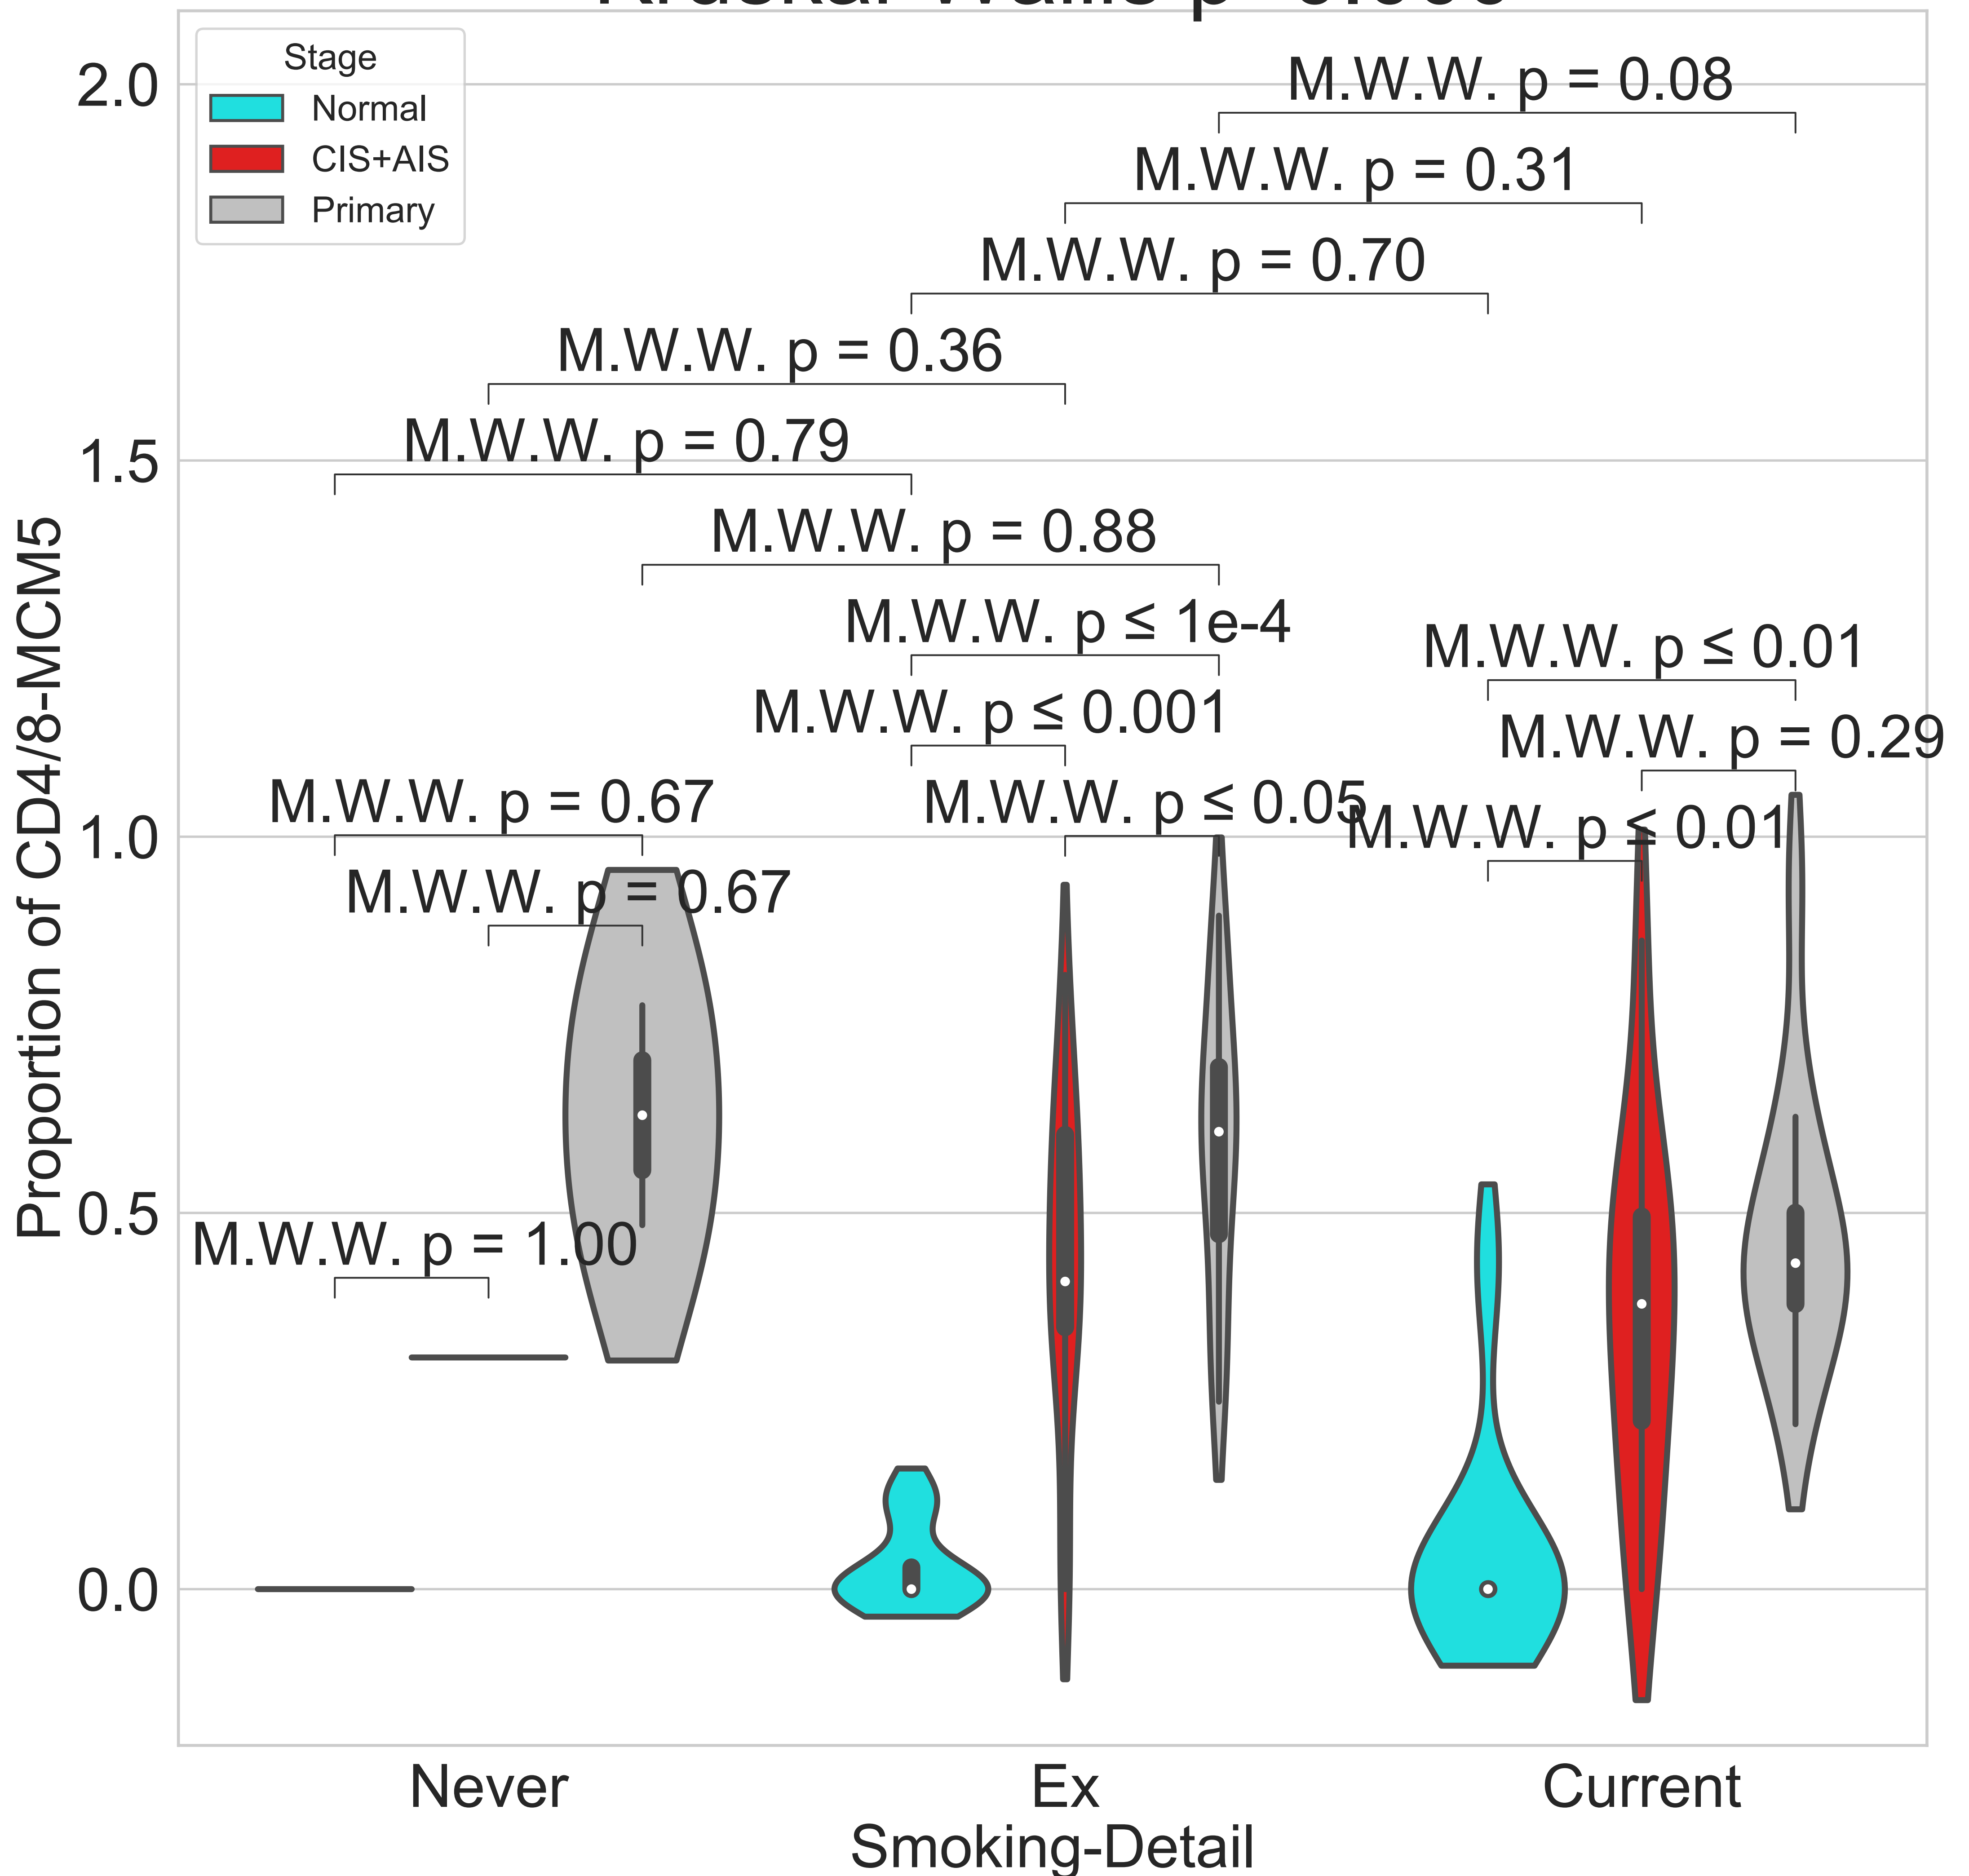 Stage
Normal
CIS+AIS
Primary
2.0
1.5
1.0
0.5
0.0
Proportion of CD4/8-MCM5
M.W.W. p = 0.08
M.W.W. p = 0.31
M.W.W. p = 0.70
M.W.W. p = 0.36
M.W.W. p = 0.79
M.W.W. p = 0.88
M.W.W. p ≤ 1e-4
M.W.W. p ≤ 0.01
M.W.W. p ≤ 0.001
M.W.W. p = 0.29
M.W.W. p = 0.67
M.W.W. p ≤ 0.05
M.W.W. p ≤ 0.01
M.W.W. p = 0.67
M.W.W. p = 1.00
Never
Ex
Current
Smoking-Detail